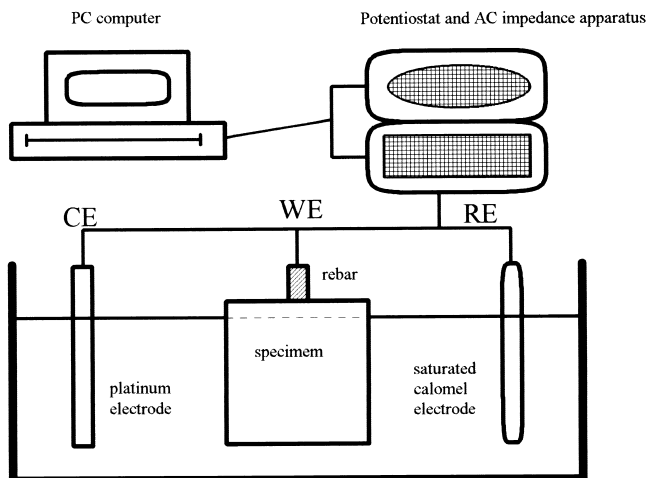 PC computer
Potentiostat and AC impedance apparatus
CE
WE
RE
rebar
specimem
platinum
electrode
saturated
calomel
electrode